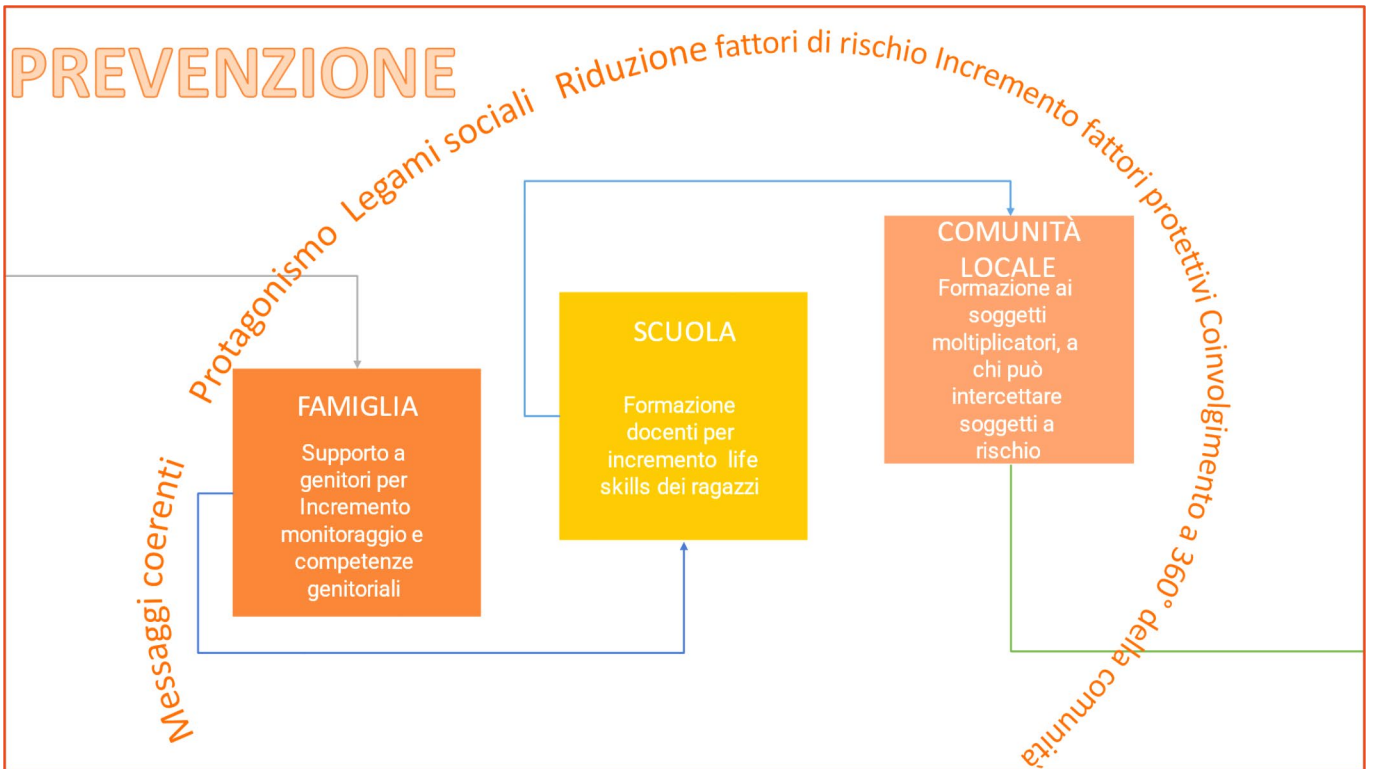 PREVENZIONE
Messaggi coerenti Protagonismo Legami sociali Riduzione fattori di rischio Incremento fattori protettivi Coinvolgimento a 360° della comunità
FAMIGLIA
Supporto a
genitori per
Incremento
monitoraggio e
competenze
genitoriali
SCUOLA
Formazione
docenti per
incremento life
skills dei ragazzi
COMUNITÀ
LOCALE
Formazione ai
soggetti
moltiplicatori, a
chi può
intercettare
soggetti a
rischio